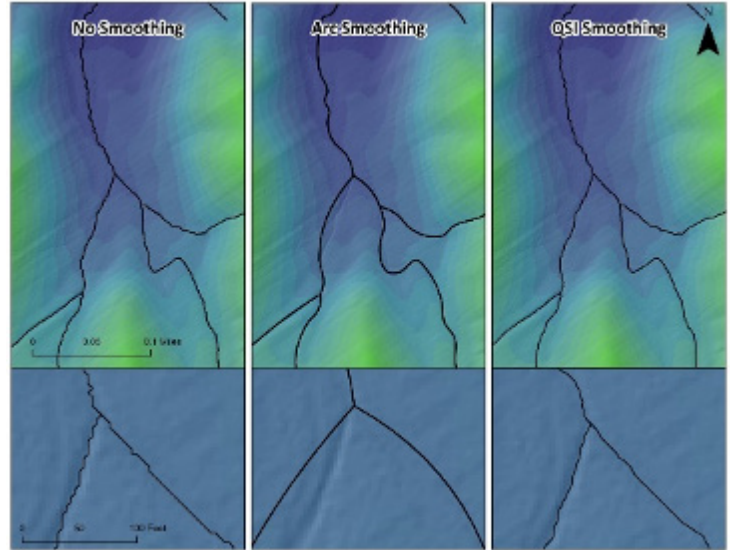 No Smoothing
Arc Smoothing
QSI Smoothing
N
0 0.05 0.1 Miles
0 50 100 Feet